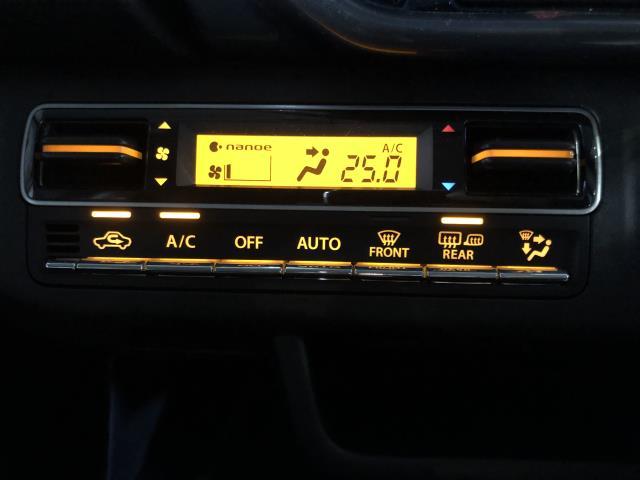 nanoe
A/C
25.0
A/C
OFF
AUTO
FRONT
REAR